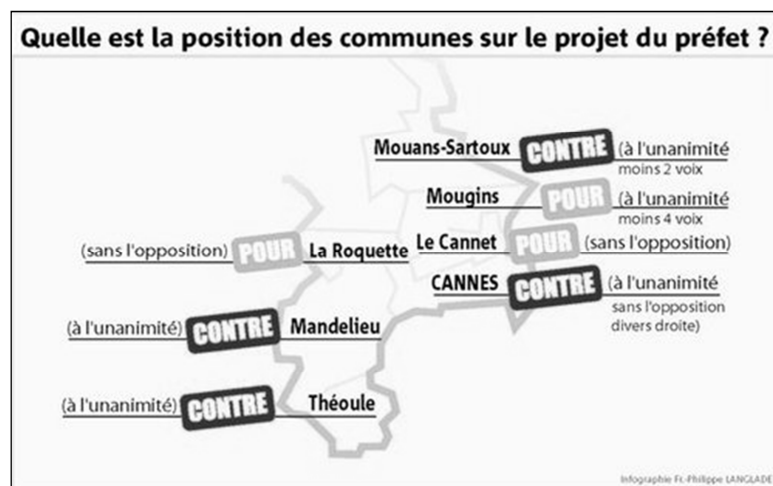 Quelle est la position des communes sur le projet du préfet ?
Mouans-Sartoux CONTRE (à l'unanimité
moins 2 voix
Mougins POUR (à l'unanimité
moins 4 voix
(sans l'opposition) POUR La Roquette
Le Cannet POUR (sans l'opposition)
CANNES CONTRE (à l'unanimité
sans l'opposition
divers droite)
(à l'unanimité) CONTRE Mandelieu
(à l'unanimité) CONTRE Théoule
Infographie Fr.-Philippe LANGLADE